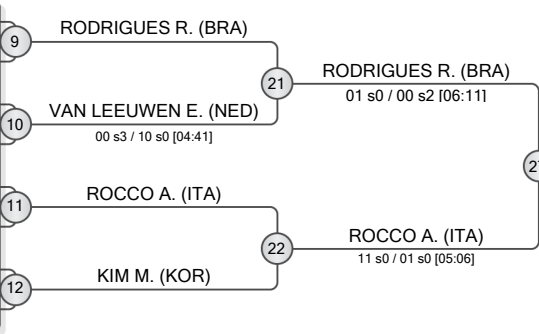 9
RODRIGUES R. (BRA)
21
RODRIGUES R. (BRA)
01 s0 / 00 s2 [06:11]
10
VAN LEEUWEN E. (NED)
00 s3 / 10 s0 [04:41]
11
ROCCO A. (ITA)
22
ROCCO A. (ITA)
11 s0 / 01 s0 [05:06]
12
KIM M. (KOR)